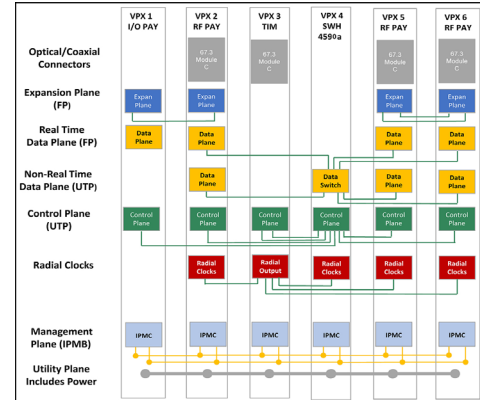 VPX 1 VPX 2 VPX 3 VPX 4 VPX 5 VPX 6
I/O PAY RF PAY TIM SWH RF PAY RF PAY
4S90a
Optical/Coaxial
Connectors
67.3 67.3 67.3 67.3
Module Module Module Module
C C C C
Expansion Plane
(FP)
Expan Expan Expan Expan
Plane Plane Plane Plane
Real Time
Data Plane (FP)
Data Data Data Data
Plane Plane Plane Plane
Non-Real Time
Data Plane (UTP)
Data Data Data Data
Plane Switch Plane Plane
Control Plane
(UTP)
Control Control Control Control Control Control
Plane Plane Plane Plane Plane Plane
Radial Clocks
Radial Radial Radial Radial Radial
Clocks Output Clocks Clocks Clocks
Management
Plane (IPMB)
IPMC IPMC IPMC IPMC IPMC IPMC
Utility Plane
Includes Power